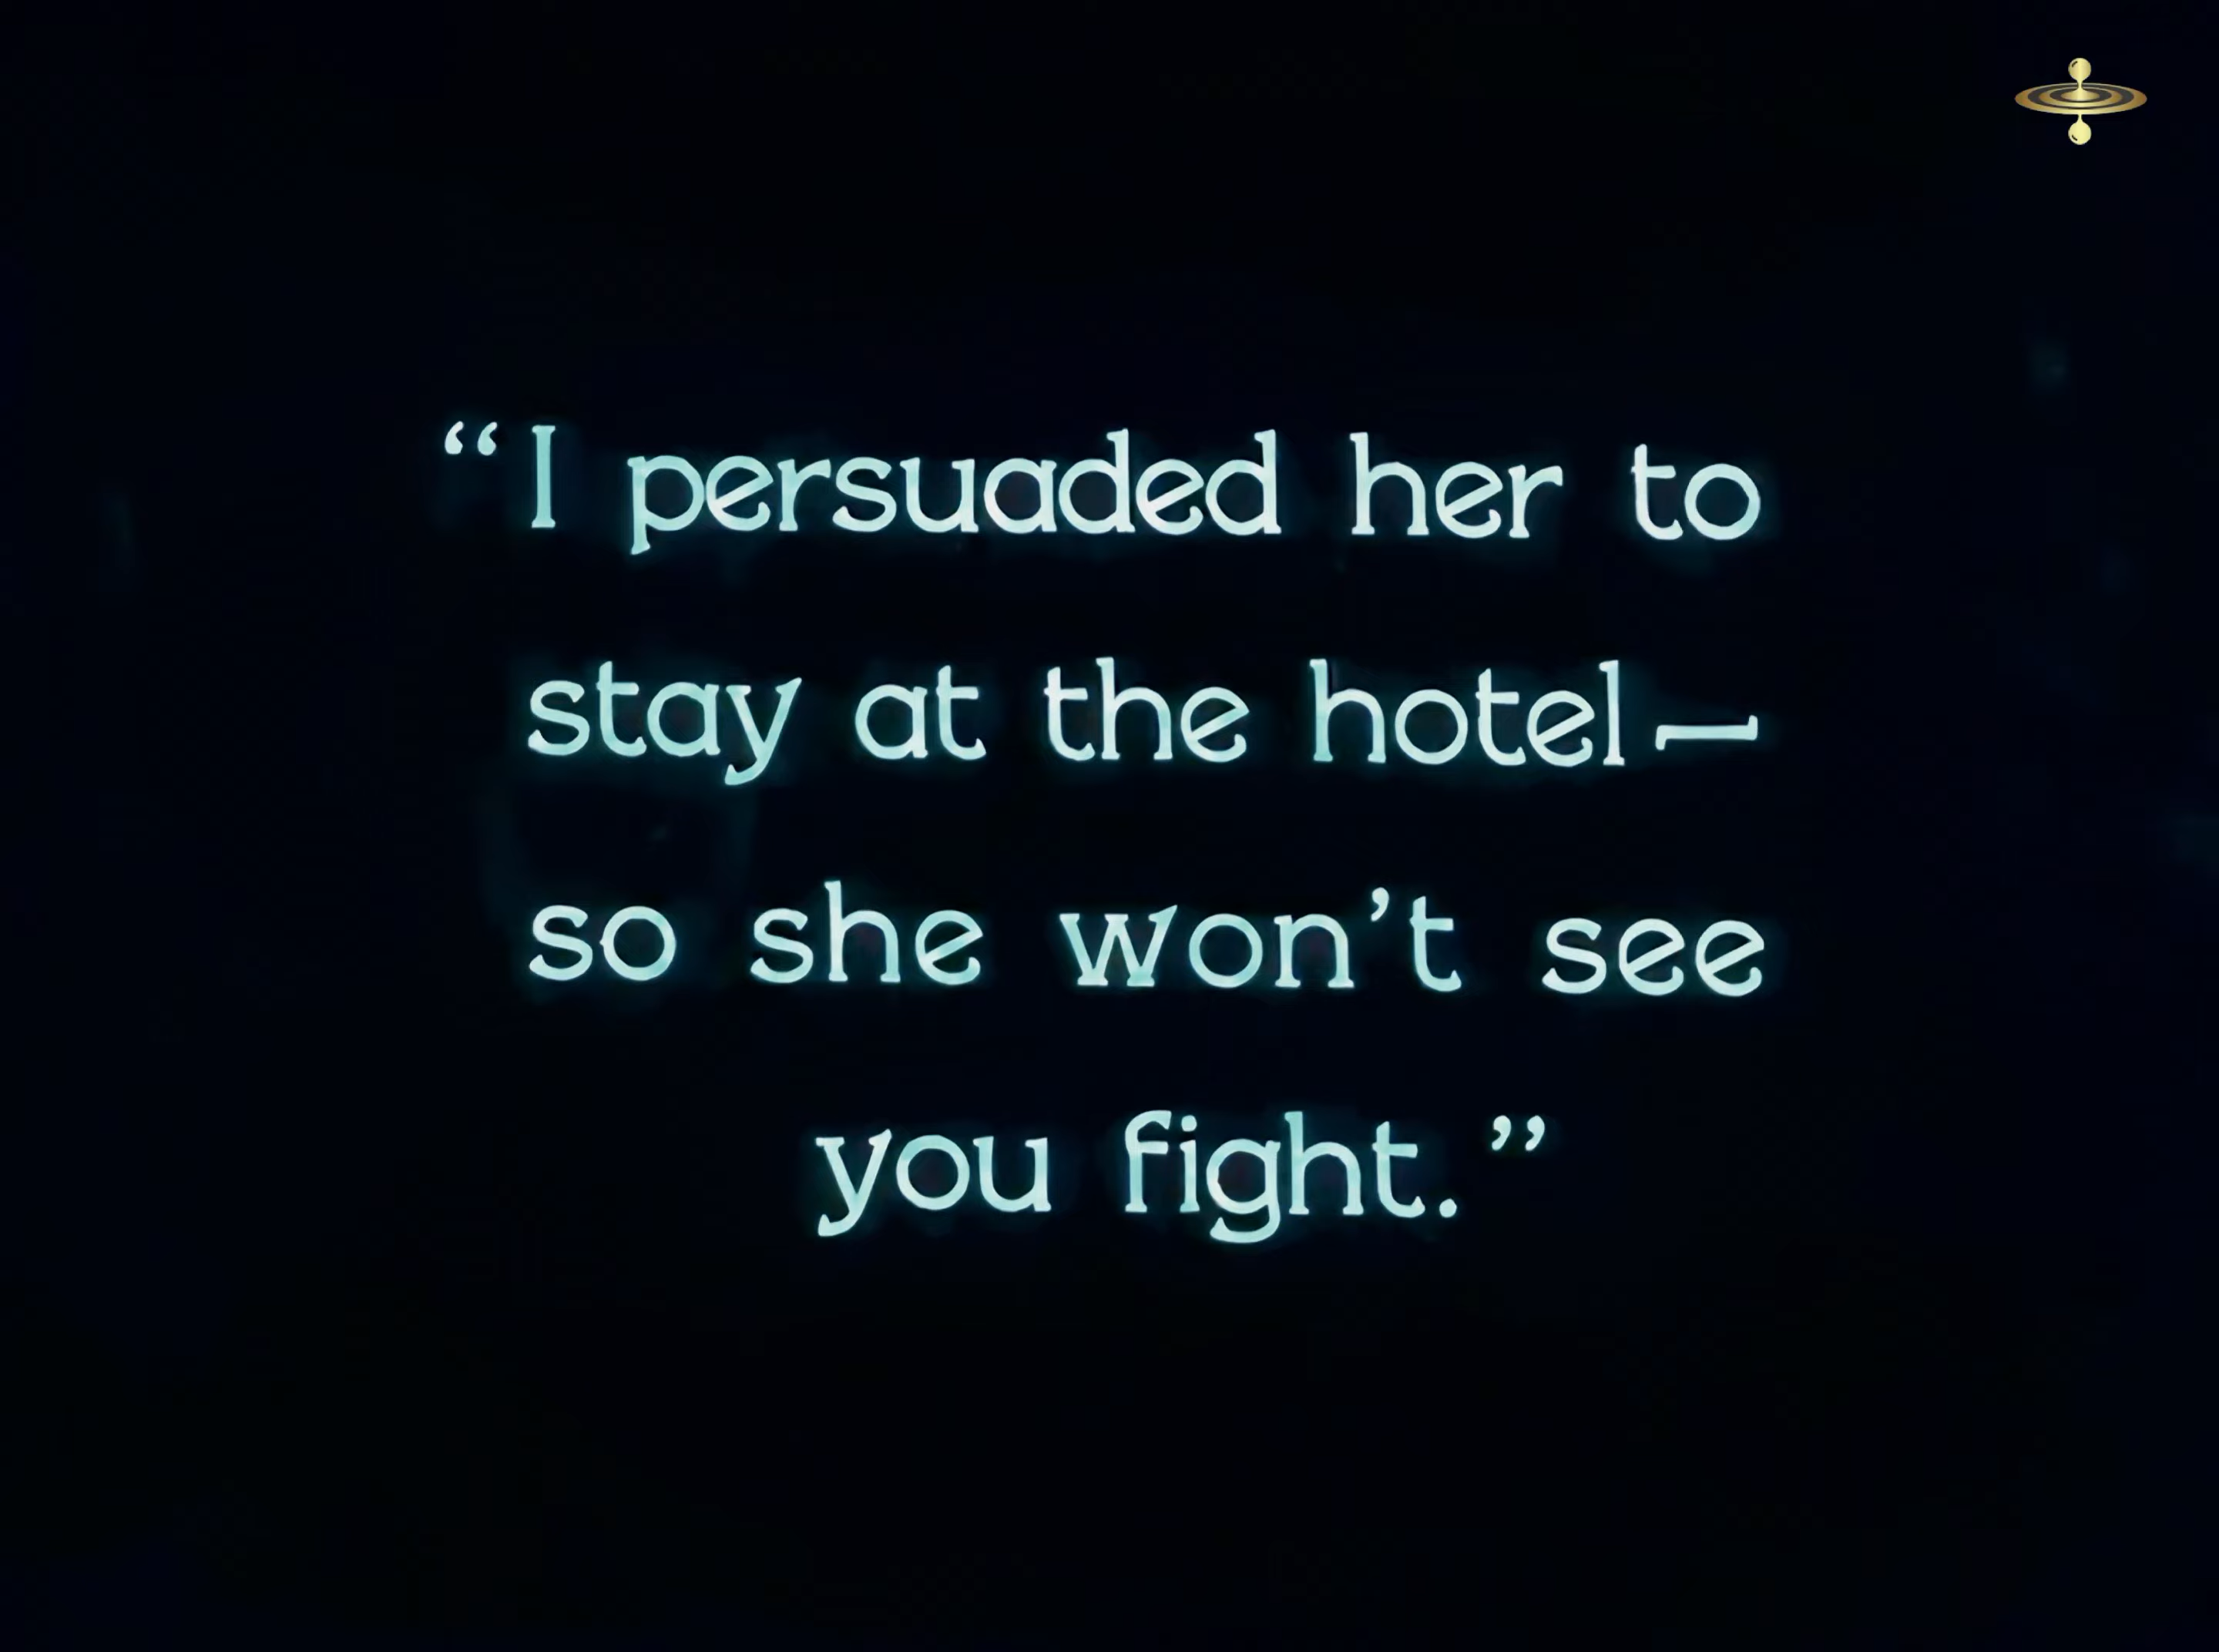 “I persuaded her to
stay at the hotel—
so she won’t see
you fight.”